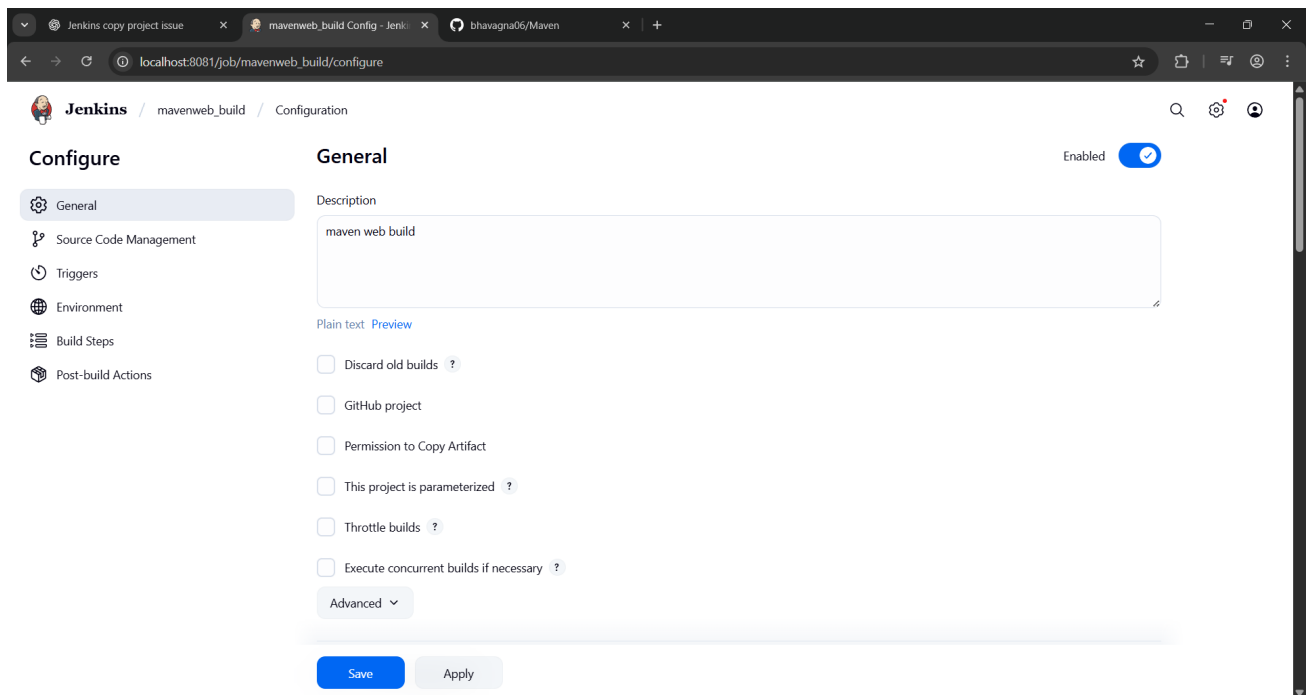 Jenkins copy project issue
mavenweb_build Config - Jenki
bhavagna06/Maven
localhost:8081/job/mavenweb_build/configure
Jenkins / mavenweb_build / Configuration
Configure
General
Source Code Management
Triggers
Environment
Build Steps
Post-build Actions
General
Enabled
Description
maven web build
Plain text Preview
Discard old builds ?
GitHub project
Permission to Copy Artifact
This project is parameterized ?
Throttle builds ?
Execute concurrent builds if necessary ?
Advanced
Save Apply